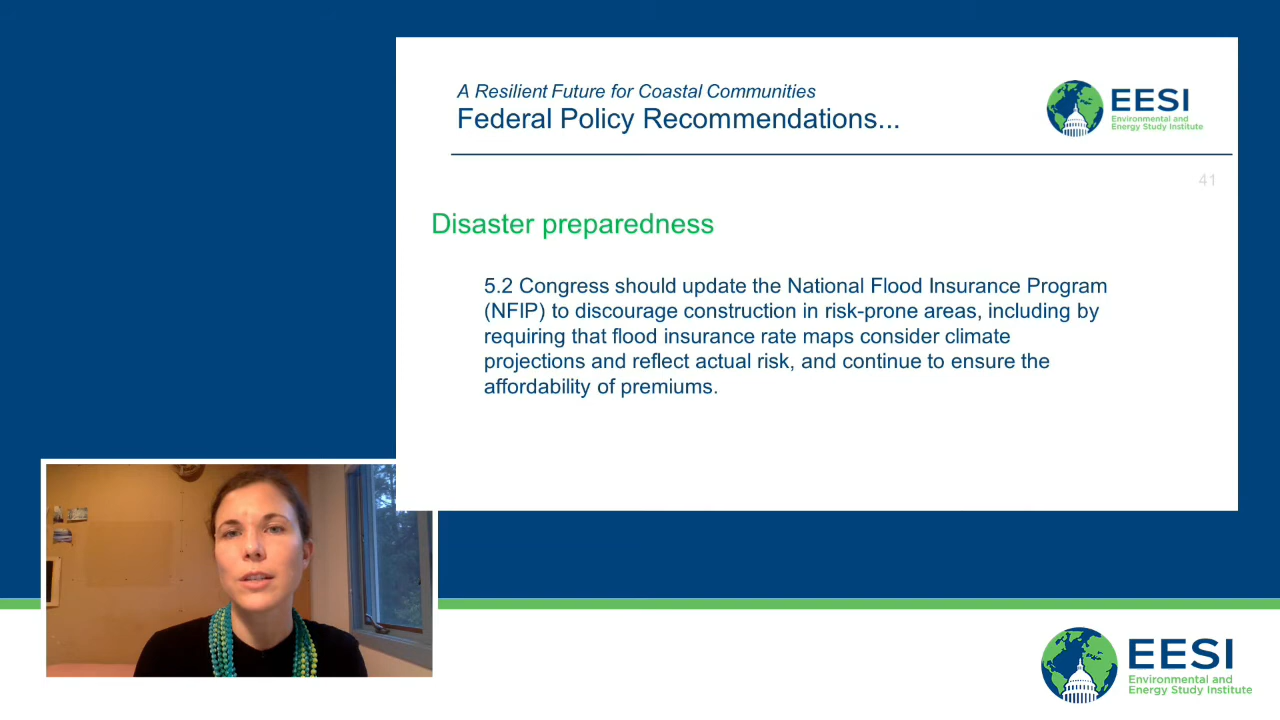 A Resilient Future for Coastal Communities
Federal Policy Recommendations...
EESI
Environmental and
Energy Study Institute
41
Disaster preparedness
5.2 Congress should update the National Flood Insurance Program
(NFIP) to discourage construction in risk-prone areas, including by
requiring that flood insurance rate maps consider climate
projections and reflect actual risk, and continue to ensure the
affordability of premiums.
EESI
Environmental and
Energy Study Institute